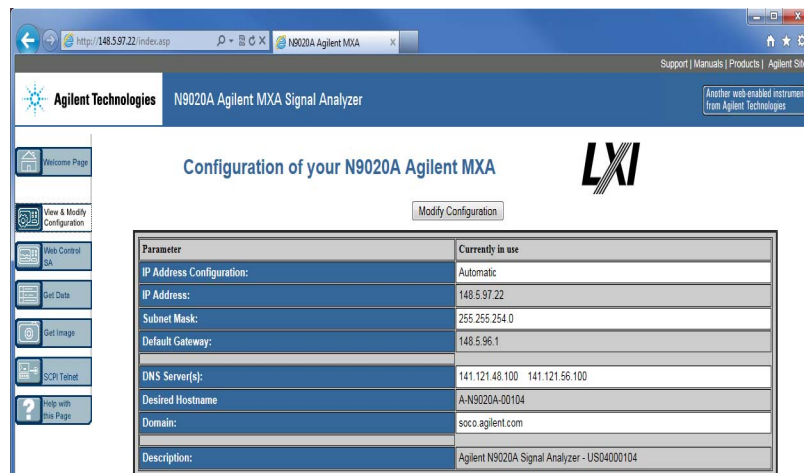 http://148.5.97.22/index.asp
N9020A Agilent MXA
Support | Manuals | Products | Agilent Site
Agilent Technologies
N9020A Agilent MXA Signal Analyzer
Another web-enabled instrument
from Agilent Technologies
Welcome Page
Configuration of your N9020A Agilent MXA
LXI
View & Modify
Configuration
Modify Configuration
Web Control
SA
Get Data
Get Image
SCPI Telnet
Help with
this Page
Parameter Currently in use
IP Address Configuration: Automatic
IP Address: 148.5.97.22
Subnet Mask: 255.255.254.0
Default Gateway: 148.5.96.1
DNS Server(s): 141.121.48.100 141.121.56.100
Desired Hostname A-N9020A-00104
Domain: soco.agilent.com
Description: Agilent N9020A Signal Analyzer - US04000104